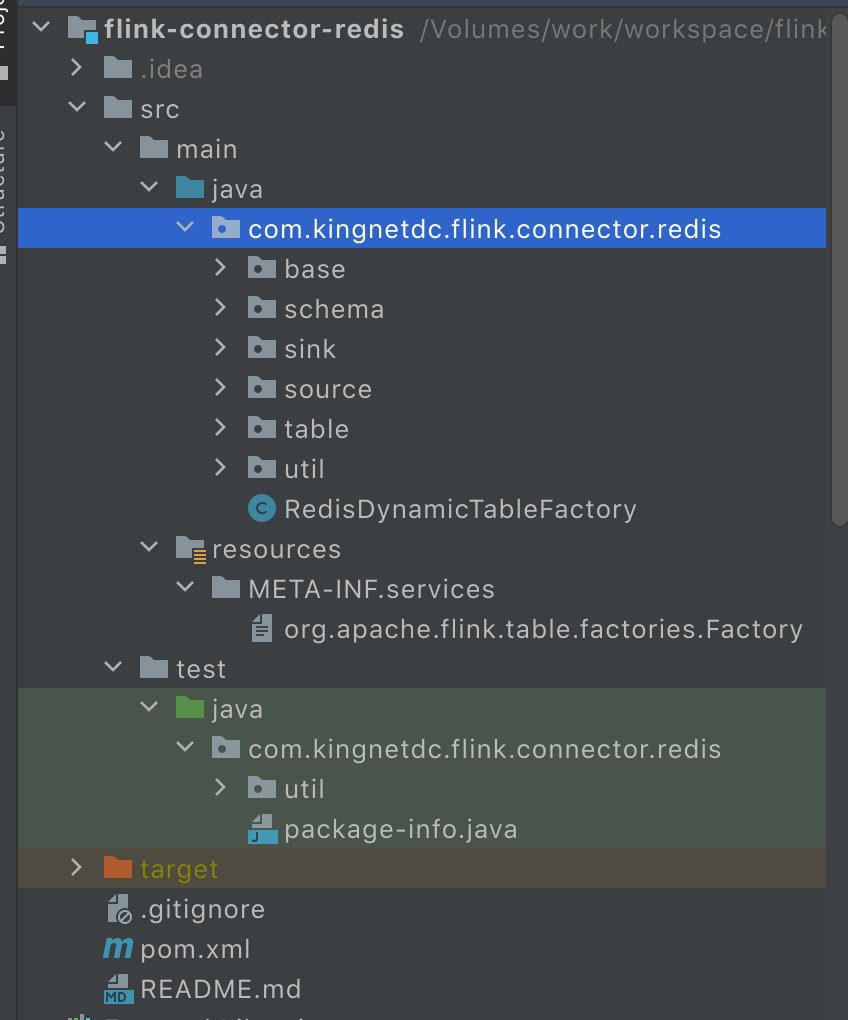 flink-connector-redis /Volumes/work/workspace/flink
.idea
src
main
java
com.kingnetdc.flink.connector.redis
base
schema
sink
source
table
util
RedisDynamicTableFactory
resources
META-INF.services
org.apache.flink.table.factories.Factory
test
java
com.kingnetdc.flink.connector.redis
util
package-info.java
target
.gitignore
pom.xml
README.md